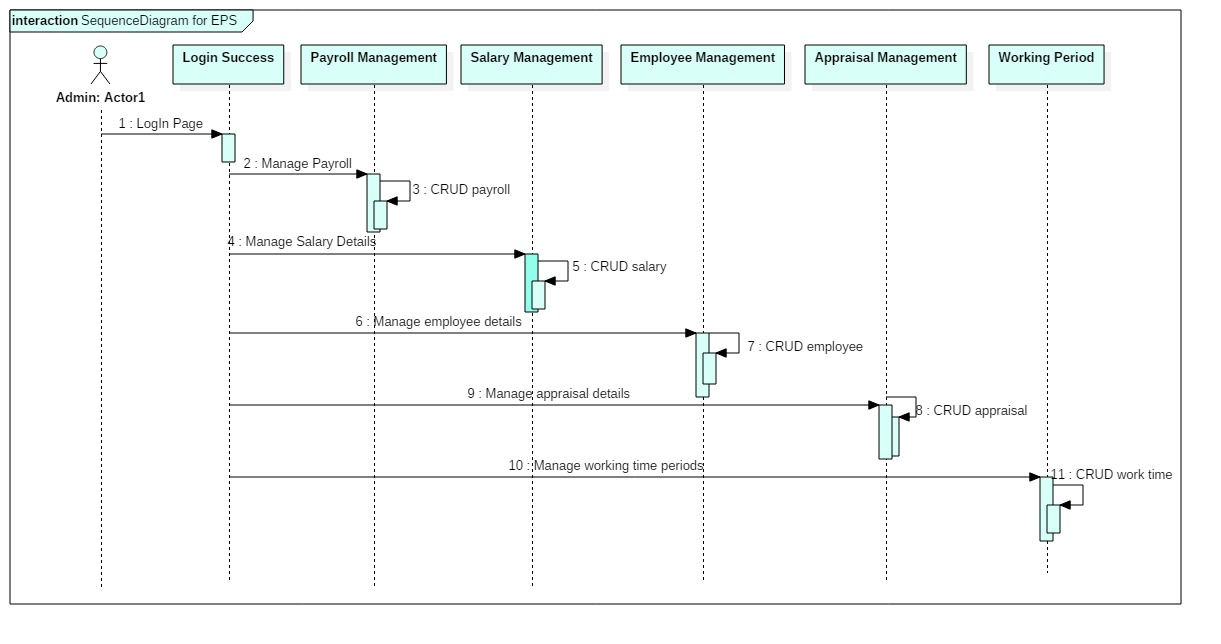 interaction SequenceDiagram for EPS
Login Success
Payroll Management
Salary Management
Employee Management
Appraisal Management
Working Period
Admin: Actor1
1 : LogIn Page
2 : Manage Payroll
3 : CRUD payroll
4 : Manage Salary Details
5 : CRUD salary
6 : Manage employee details
7 : CRUD employee
9 : Manage appraisal details
8 : CRUD appraisal
10 : Manage working time periods
11 : CRUD work time